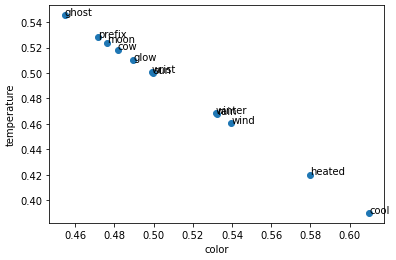 0.54
0.52
0.50
0.48
0.46
0.44
0.42
0.40
temperature
ghost
prefix
moon
cow
glow
winter
wind
heated
cool
0.46
0.48
0.50
0.52
0.54
0.56
0.58
0.60
color